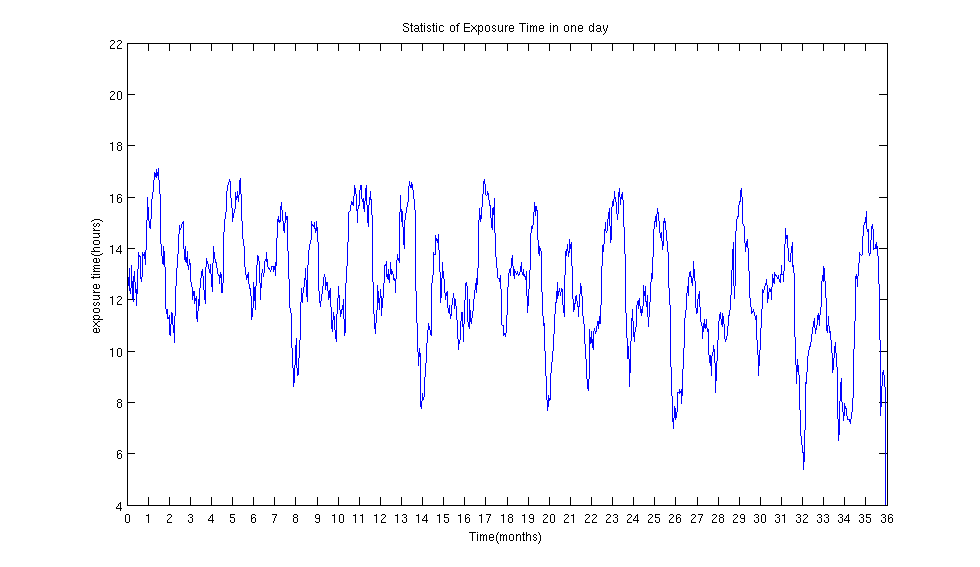 Statistic of Exposure Time in one day
exposure time(hours)
22
20
18
16
14
12
10
8
6
4
0 1 2 3 4 5 6 7 8 9 10 11 12 13 14 15 16 17 18 19 20 21 22 23 24 25 26 27 28 29 30 31 32 33 34 35 36
Time(months)